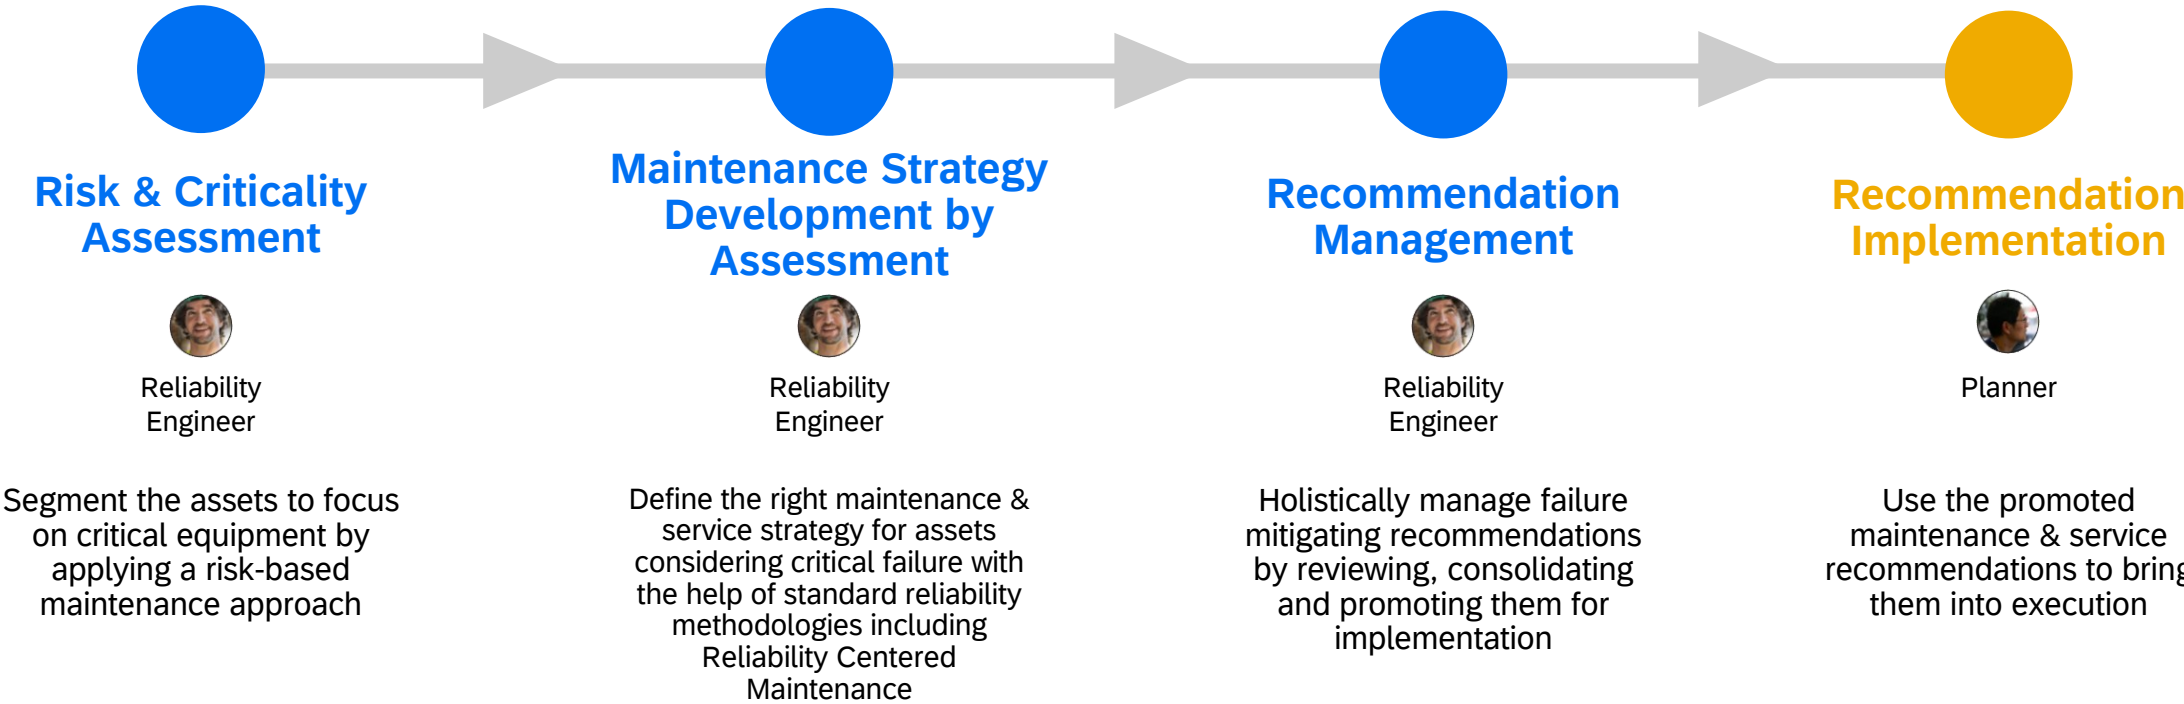 Risk & Criticality
Assessment
Reliability
Engineer
Segment the assets to focus
on critical equipment by
applying a risk-based
maintenance approach
Maintenance Strategy
Development by
Assessment
Reliability
Engineer
Define the right maintenance &
service strategy for assets
considering critical failure with
the help of standard reliability
methodologies including
Reliability Centered
Maintenance
Recommendation
Management
Reliability
Engineer
Holistically manage failure
mitigating recommendations
by reviewing, consolidating
and promoting them for
implementation
Recommendation
Implementation
Planner
Use the promoted
maintenance & service
recommendations to bring
them into execution